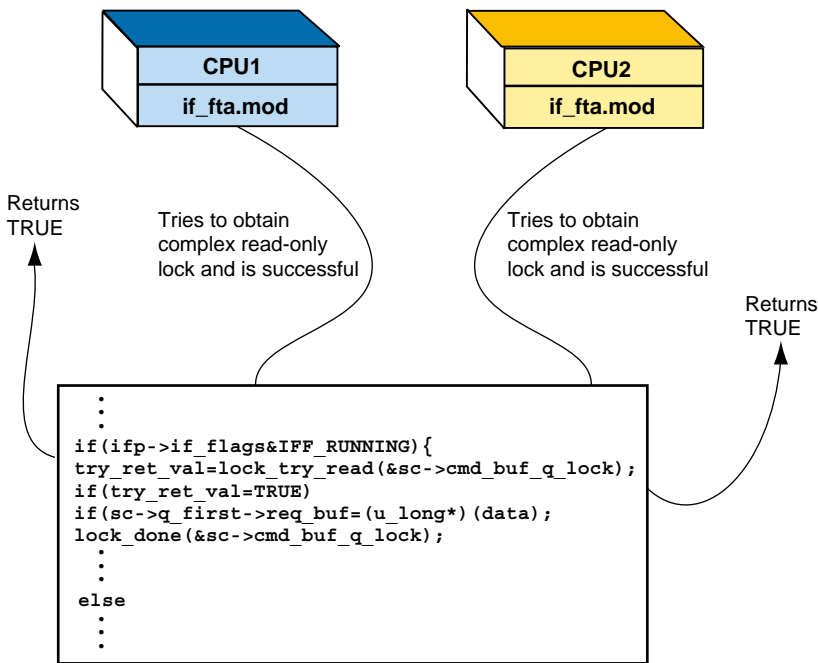 CPU1
if_fta.mod
CPU2
if_fta.mod
Returns
TRUE
Tries to obtain
complex read-only
lock and is successful
Tries to obtain
complex read-only
lock and is successful
Returns
TRUE
if(ifp->if_flags&IFF_RUNNING){
try_ret_val=lock_try_read(&sc->cmd_buf_q_lock);
if(try_ret_val=TRUE)
if(sc->q_first->req_buf=(u_long*)(data);
lock_done(&sc->cmd_buf_q_lock);
else